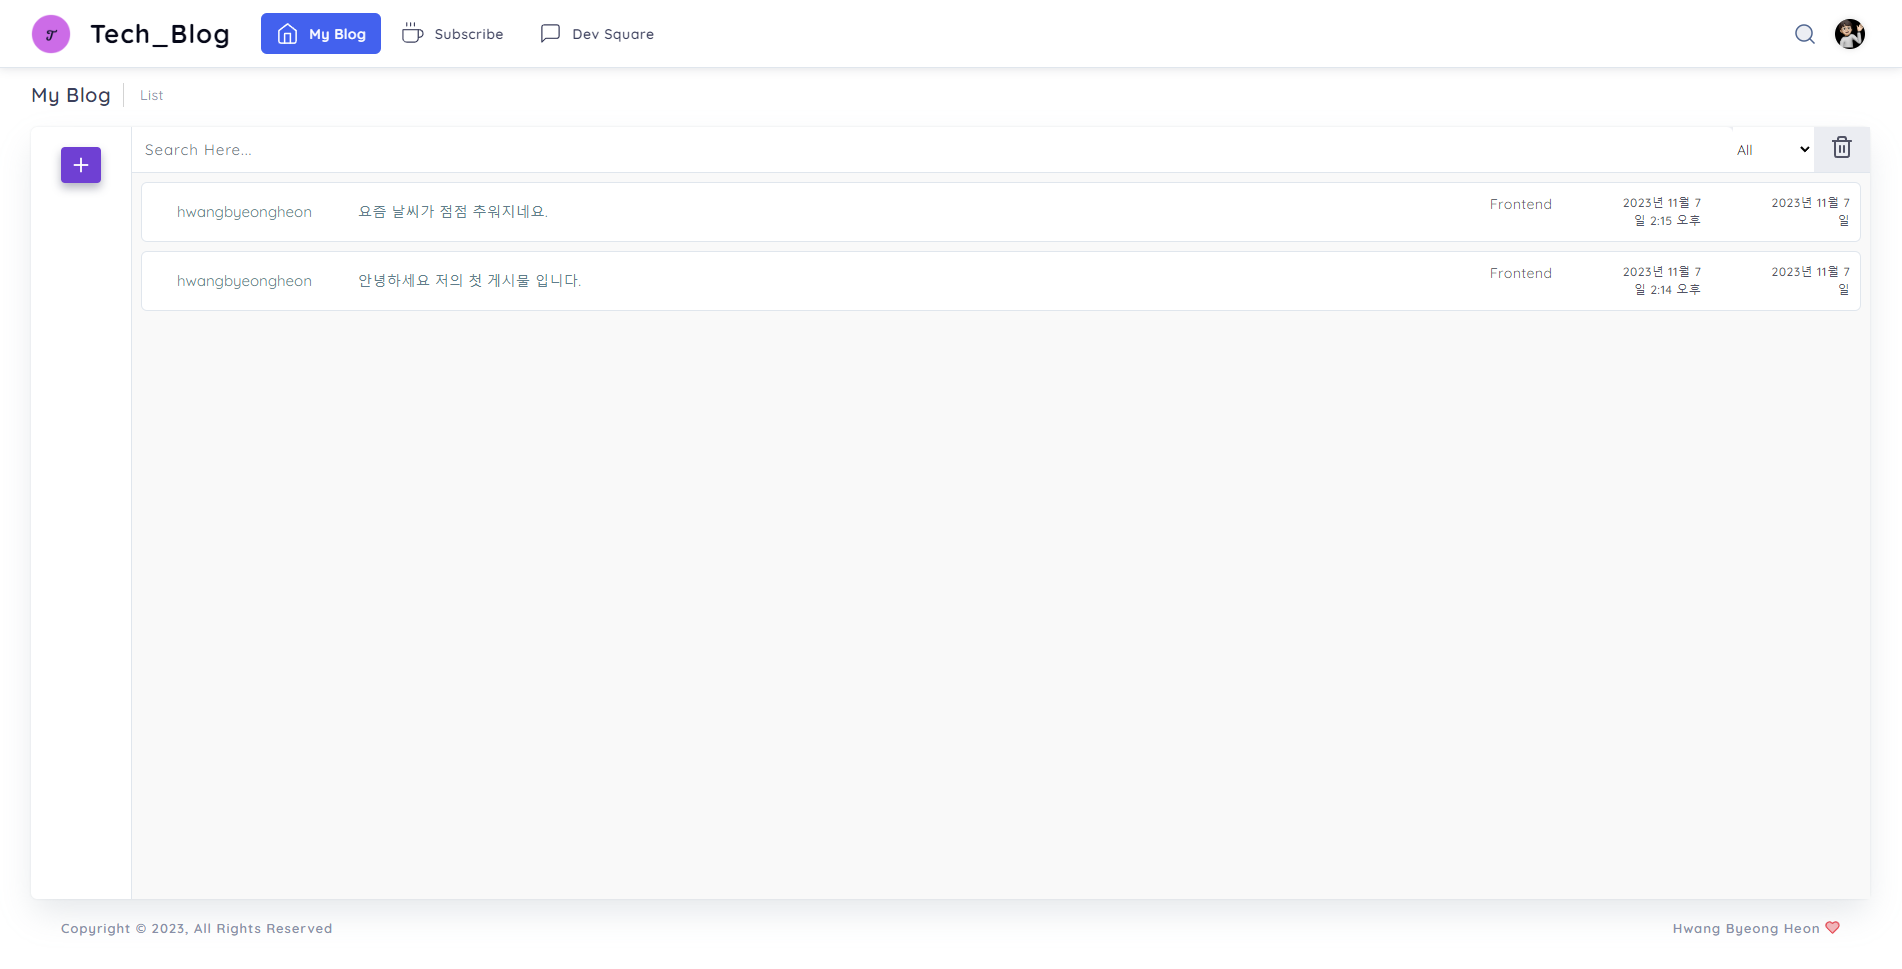 T Tech_Blog My Blog Subscribe Dev Square
My Blog List
Search Here... All
hwangbyeongheon 요즘 날씨가 점점 추워지네요. Frontend 2023년 11월 7 2023년 11월 7
일 2:15 오후 일
hwangbyeongheon 안녕하세요 저의 첫 게시물 입니다. Frontend 2023년 11월 7 2023년 11월 7
일 2:14 오후 일
Copyright © 2023, All Rights Reserved Hwang Byeong Heon